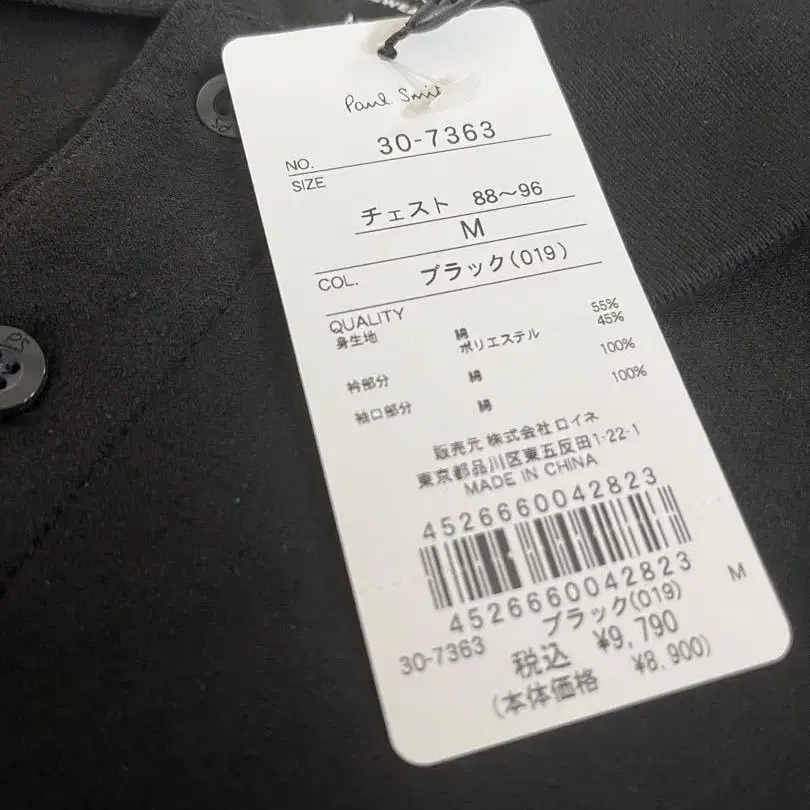 Paul Smit
NO. 30-7363
SIZE
チェスト 88～96
M
COL. ブラック(019)
QUALITY
身生地 綿 55%
ポリエステル 45%
衿部分 綿 100%
袖口部分 綿 100%
販売元 株式会社ロイネ
東京都品川区東五反田1-22-1
MADE IN CHINA
4526660042823
4526660042823
ブラック(019) M
30-7363
税込 ¥9,790
(本体価格 ¥8,900)